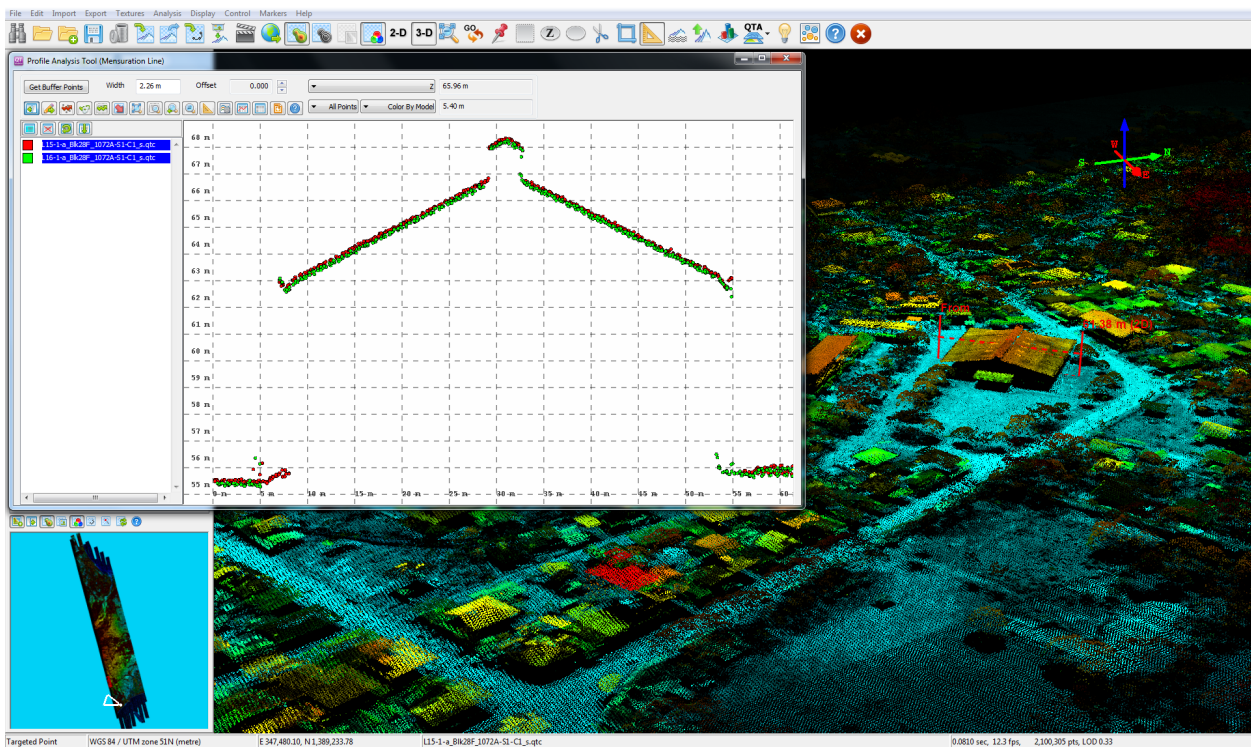 File Edit Import Export Textures Analysis Display Control Markers Help
2-D 3-D GO Z QTA
Profile Analysis Tool (Mensuration Line)
Get Buffer Points Width 2.26 m Offset 0.000 Z 65.96 m
All Points Color By Model 5.40 m
L15-1-a_Blk28F_1072A-S1-C1_s.qtc
L16-1-a_Blk28F_1072A-S1-C1_s.qtc
68 m
67 m
66 m
65 m
64 m
63 m
62 m
61 m
60 m
59 m
58 m
57 m
56 m
55 m
0 m 5 m 10 m 15 m 20 m 25 m 30 m 35 m 40 m 45 m 50 m 55 m 60
W
S N
E
From
Targeted Point WGS 84 / UTM zone 51N (metre) E 347,480.10, N 1,389,233.78 L15-1-a_Blk28F_1072A-S1-C1_s.qtc 0.0810 sec, 12.3 fps, 2,100,305 pts, LOD 0.33